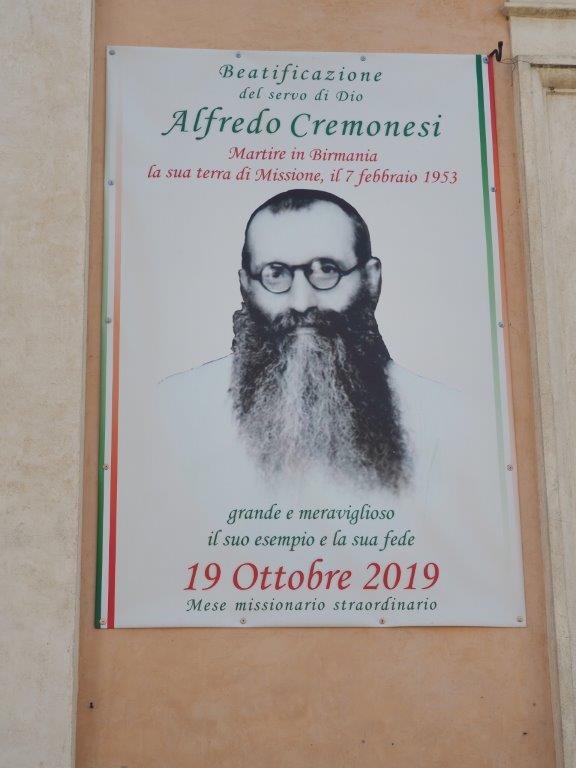 Beatificazione
del servo di Dio
Alfredo Cremonesi
Martire in Birmania
la sua terra di Missione, il 7 febbraio 1953
grande e meraviglioso
il suo esempio e la sua fede
19 Ottobre 2019
Mese missionario straordinario